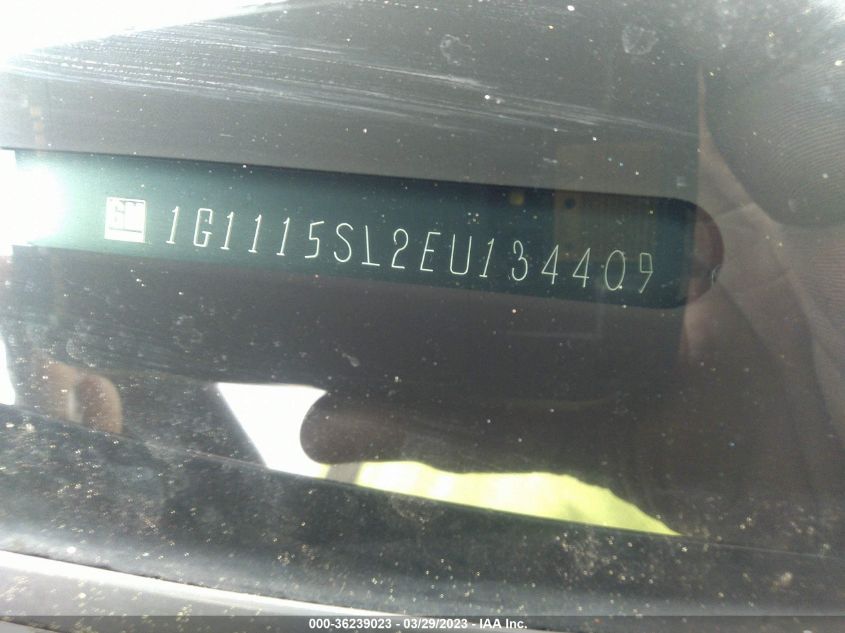 GM 1G1115SL2EU134409
000-36239023 - 03/29/2023 - IAA Inc.